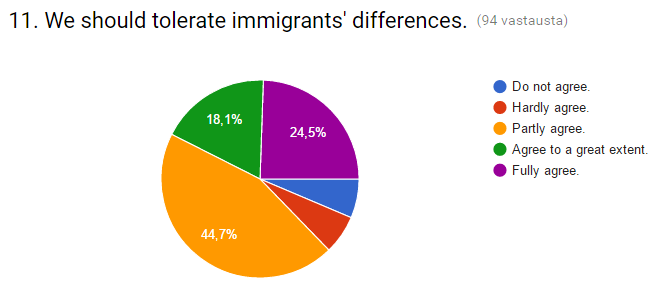 11. We should tolerate immigrants' differences. (94 vastausta)
Do not agree.
Hardly agree.
Partly agree.
Agree to a great extent.
Fully agree.
18,1%
24,5%
44,7%